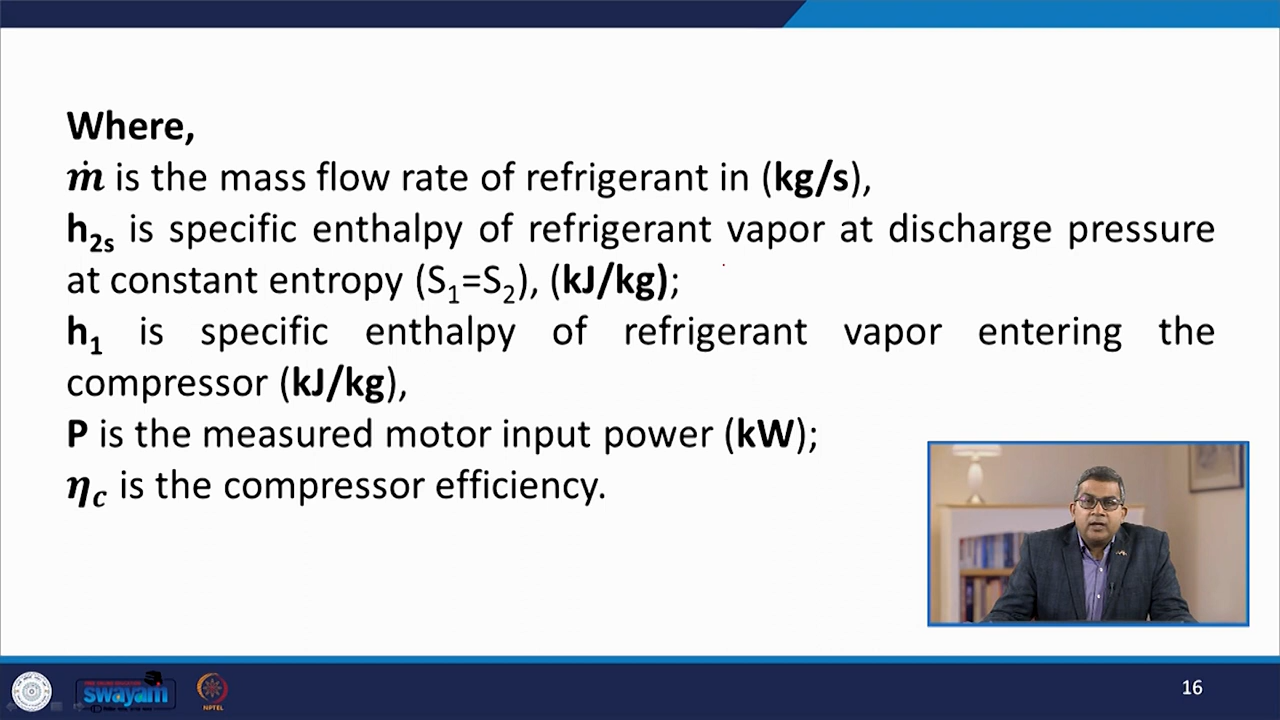 Where,
ṁ is the mass flow rate of refrigerant in (kg/s),
h₂ₛ is specific enthalpy of refrigerant vapor at discharge pressure
at constant entropy (S₁=S₂), (kJ/kg);
h₁ is specific enthalpy of refrigerant vapor entering the
compressor (kJ/kg),
P is the measured motor input power (kW);
η_c is the compressor efficiency.
swayam
NPTEL
16